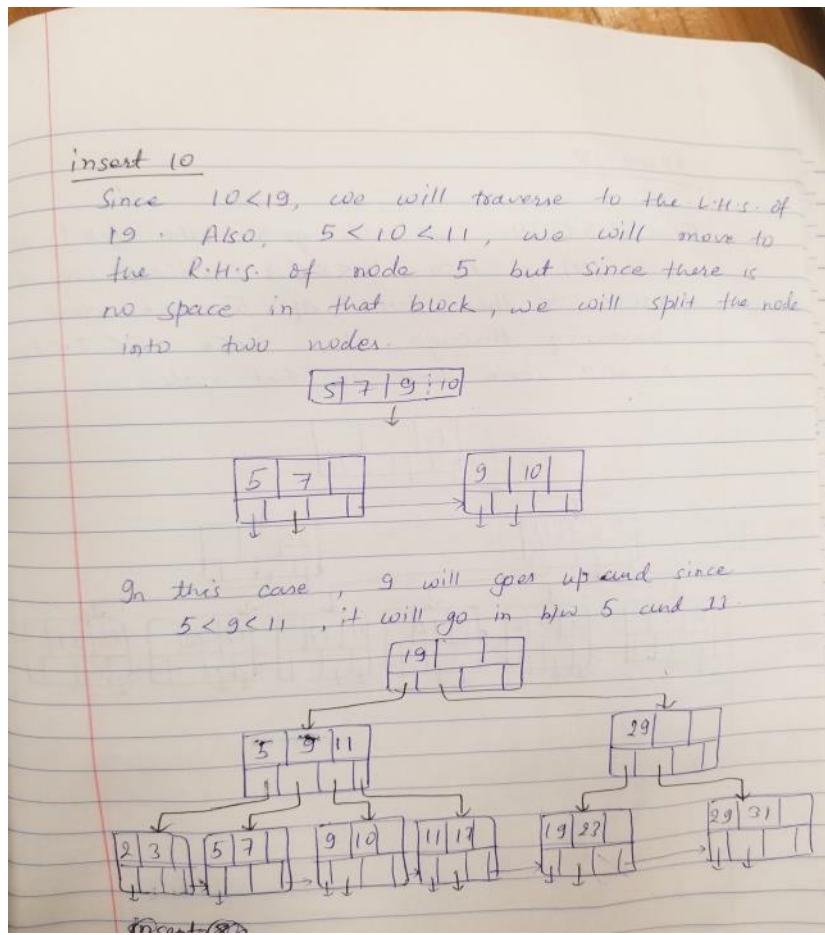 insert 10
Since 10<19, we will traverse to the L.H.S. of
19. Also, 5<10<11, we will move to
the R.H.S. of node 5 but since there is
no space in that block, we will split the node
into two nodes.
5 7 9 10
5 7 9 10
In this case, 9 will goes up and since
5<9<11, it will go in b/w 5 and 11.
19
5 9 11 29
2 3 5 7 9 10 11 17 19 23 29 31
insert 8